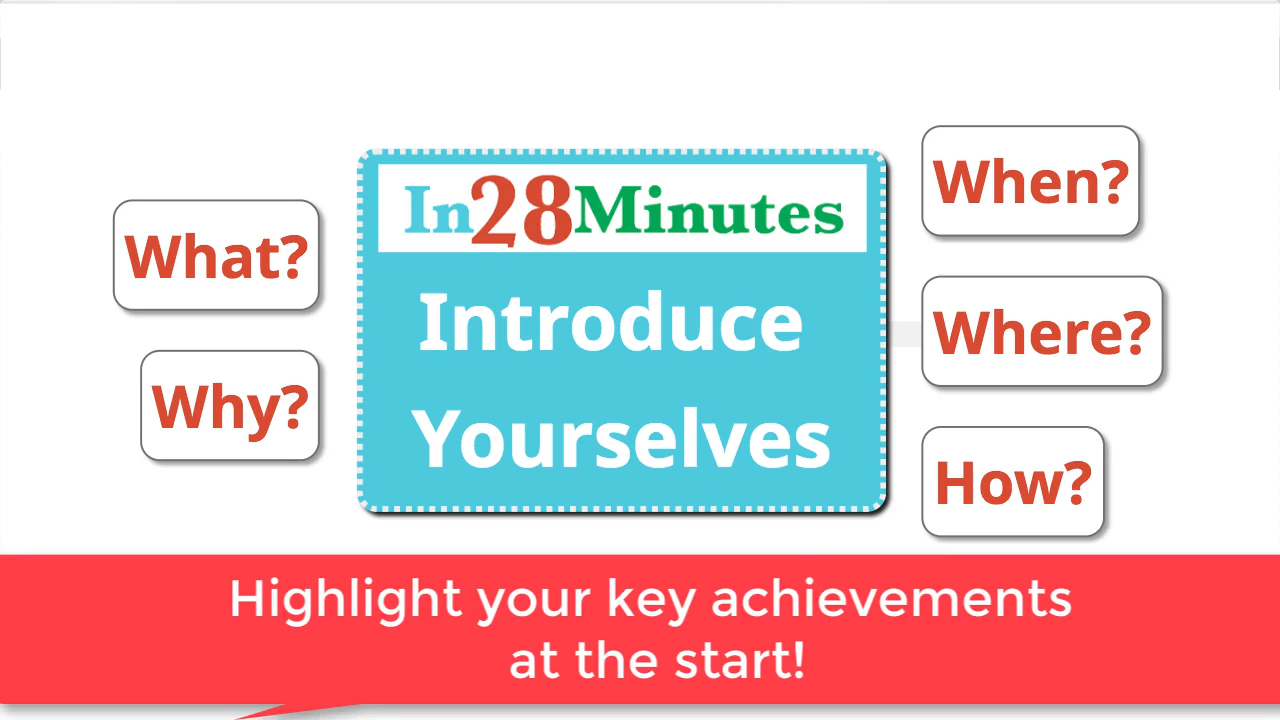 What?
Why?
In28Minutes
Introduce
Yourselves
When?
Where?
How?
Highlight your key achievements
at the start!